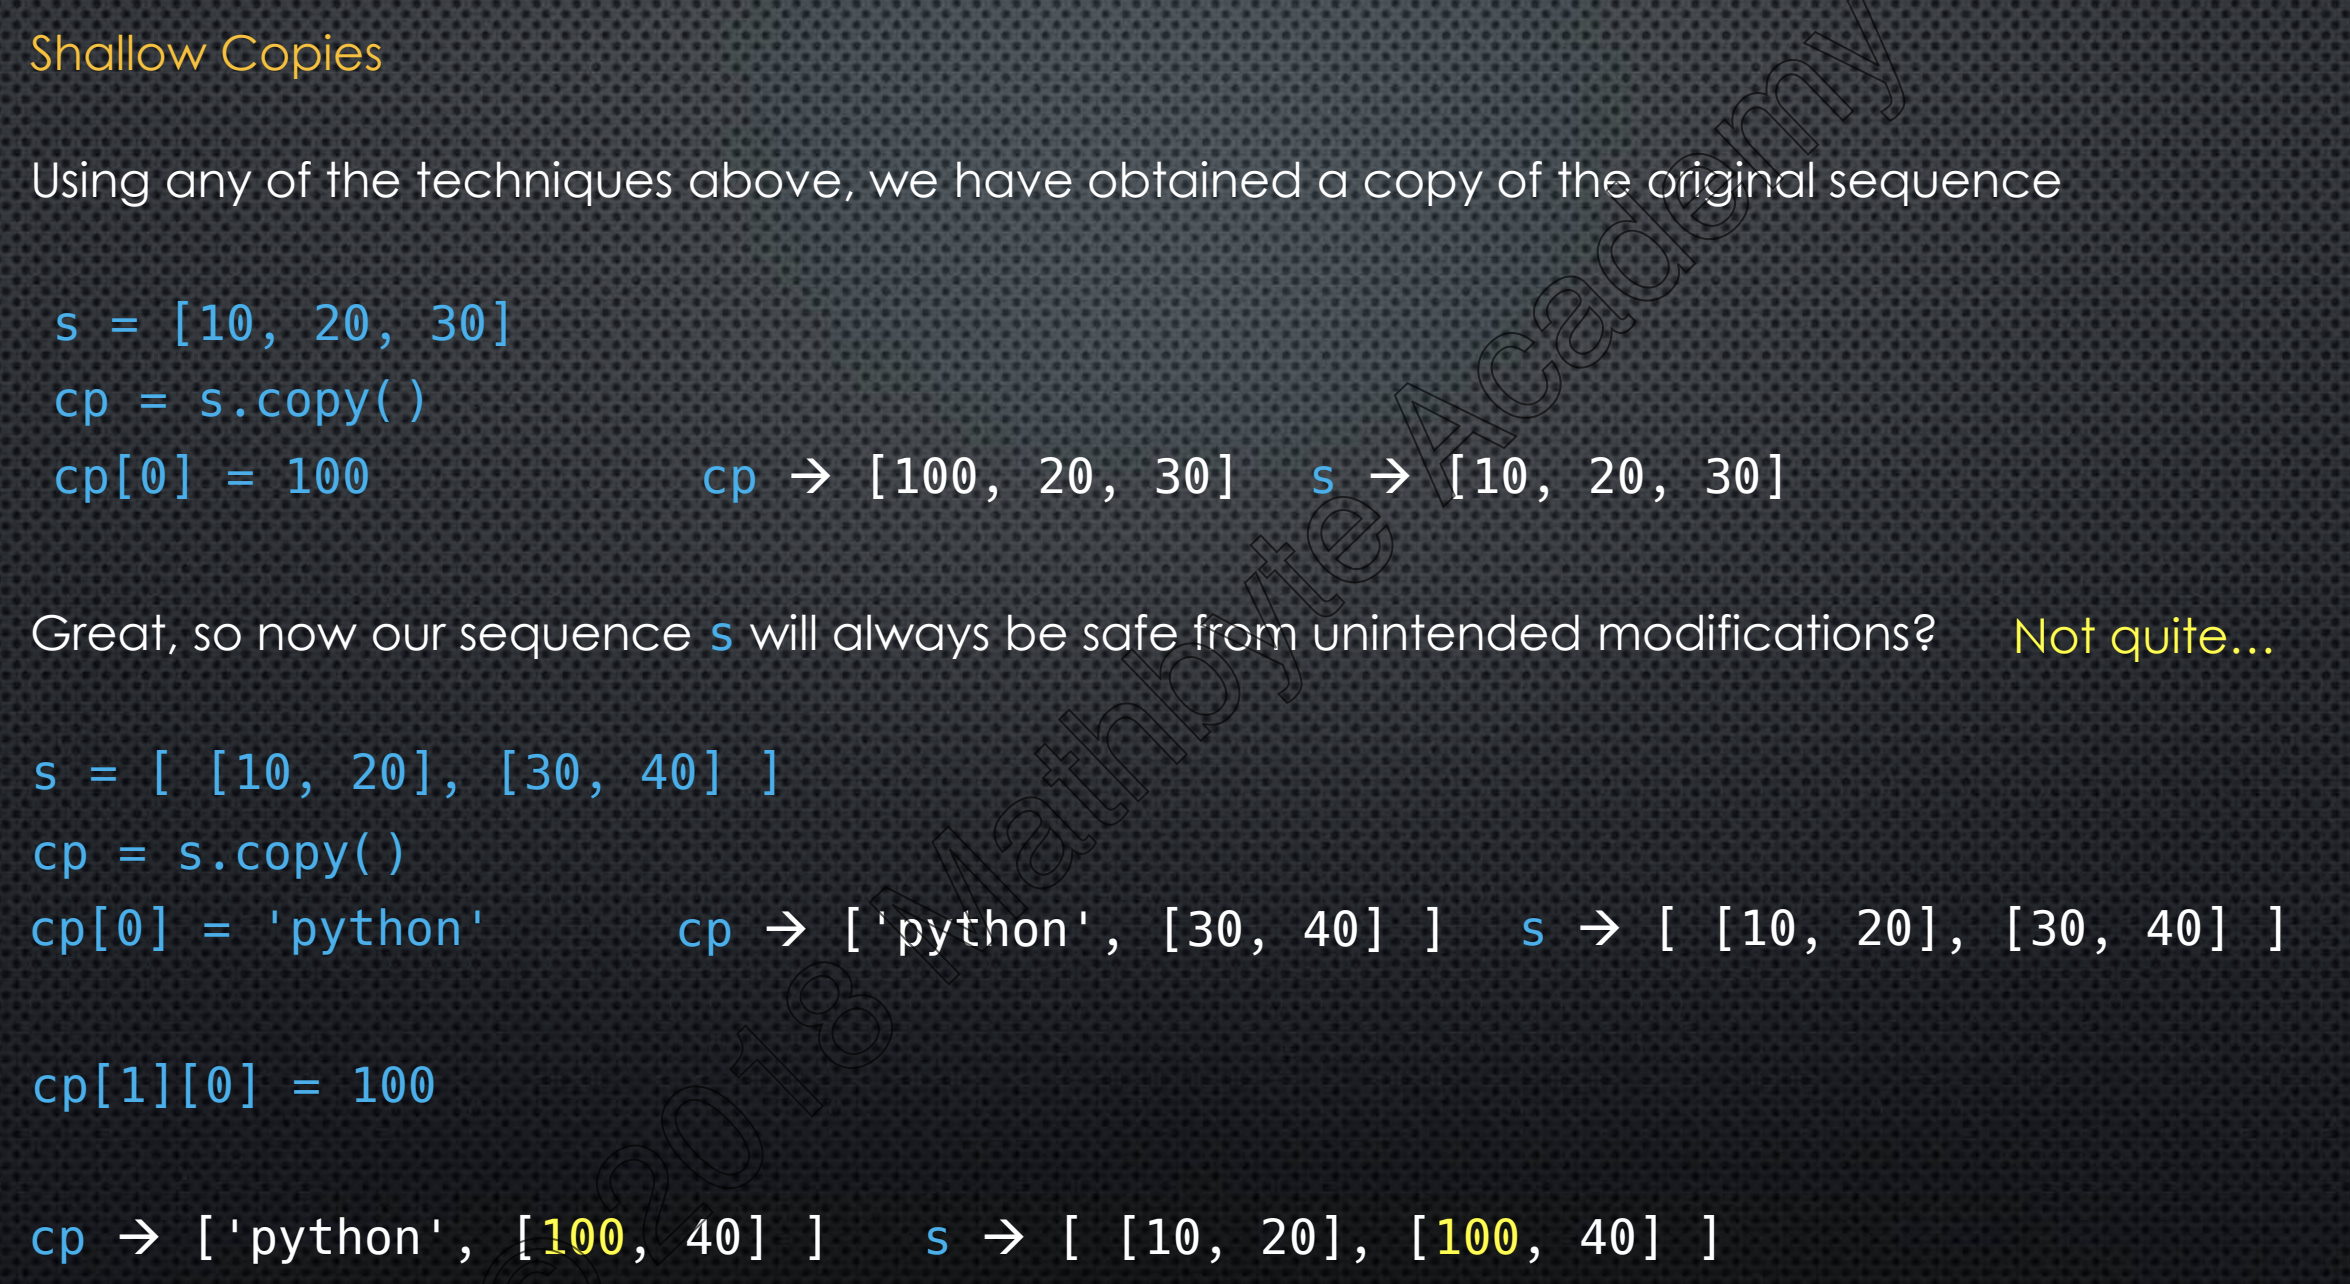 Shallow Copies
Using any of the techniques above, we have obtained a copy of the original sequence
s = [10, 20, 30]
cp = s.copy()
cp[0] = 100 cp → [100, 20, 30] s → [10, 20, 30]
Great, so now our sequence s will always be safe from unintended modifications? Not quite...
s = [ [10, 20], [30, 40] ]
cp = s.copy()
cp[0] = 'python' cp → ['python', [30, 40] ] s → [ [10, 20], [30, 40] ]
cp[1][0] = 100
cp → ['python', [100, 40] ] s → [ [10, 20], [100, 40] ]
© 2018 Mathbyte Academy